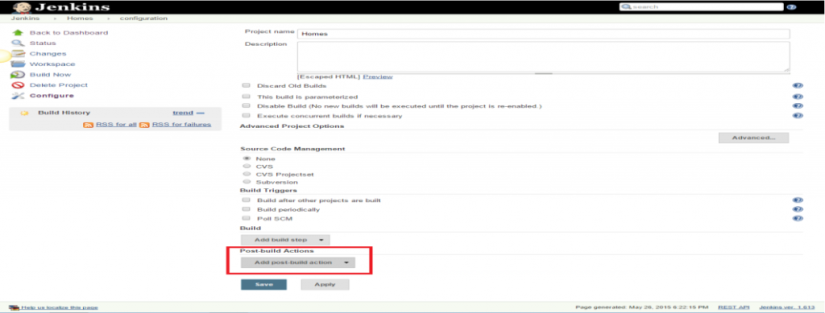 Jenkins
search
Jenkins Homes configuration
Back to Dashboard
Status
Changes
Workspace
Build Now
Delete Project
Configure
Build History trend
RSS for all RSS for failures
Project name Homes
Description
[Escaped HTML] Preview
Discard Old Builds
This build is parameterized
Disable Build (No new builds will be executed until the project is re-enabled.)
Execute concurrent builds if necessary
Advanced Project Options
Advanced...
Source Code Management
None
CVS
CVS Projectset
Subversion
Build Triggers
Build after other projects are built
Build periodically
Poll SCM
Build
Add build step
Post-build Actions
Add post-build action
Save Apply
Help us localize this page Page generated: May 26, 2015 6:22:16 PM REST API Jenkins ver. 1.613